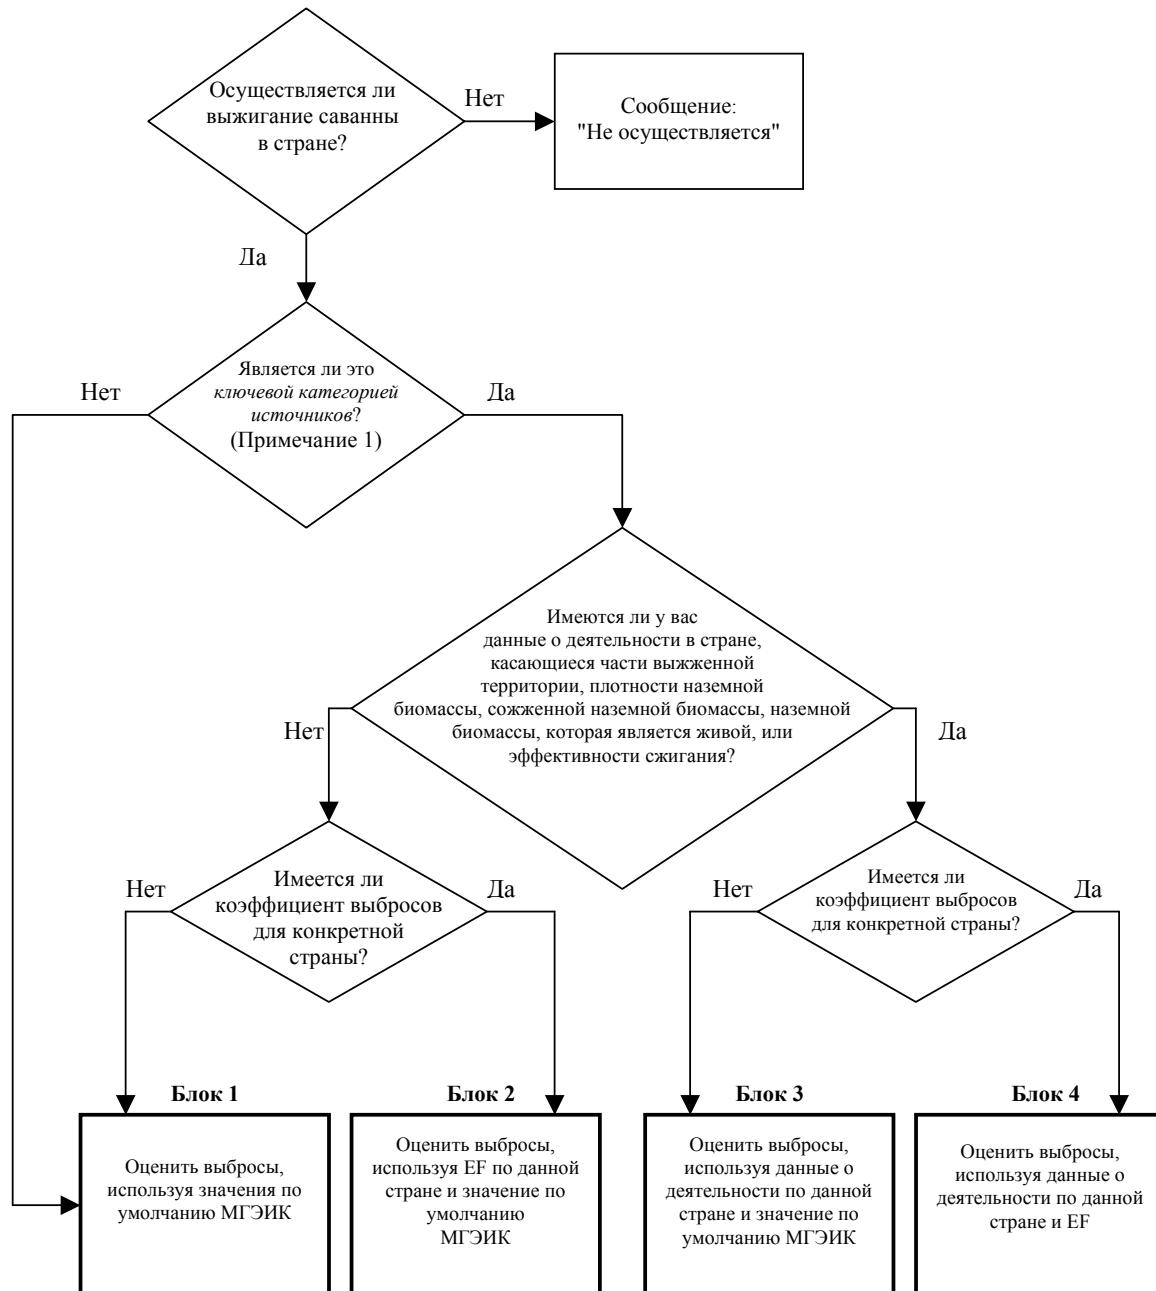 Осуществляется ли
выжигание саванны
в стране?
Нет
Сообщение:
"Не осуществляется"
Да
Является ли это
ключевой категорией
источников?
(Примечание 1)
Нет
Да
Имеются ли у вас
данные о деятельности в стране,
касающиеся части выжженной
территории, плотности наземной
биомассы, сожженной наземной биомассы, наземной
биомассы, которая является живой, или
эффективности сжигания?
Нет
Да
Имеется ли
коэффициент выбросов
для конкретной
страны?
Нет
Да
Имеется ли
коэффициент выбросов
для конкретной страны?
Нет
Да
Блок 1
Оценить выбросы,
используя значения по
умолчанию МГЭИК
Блок 2
Оценить выбросы,
используя EF по данной
стране и значение по
умолчанию
МГЭИК
Блок 3
Оценить выбросы,
используя данные о
деятельности по данной
стране и значение по
умолчанию МГЭИК
Блок 4
Оценить выбросы,
используя данные о
деятельности по данной
стране и EF